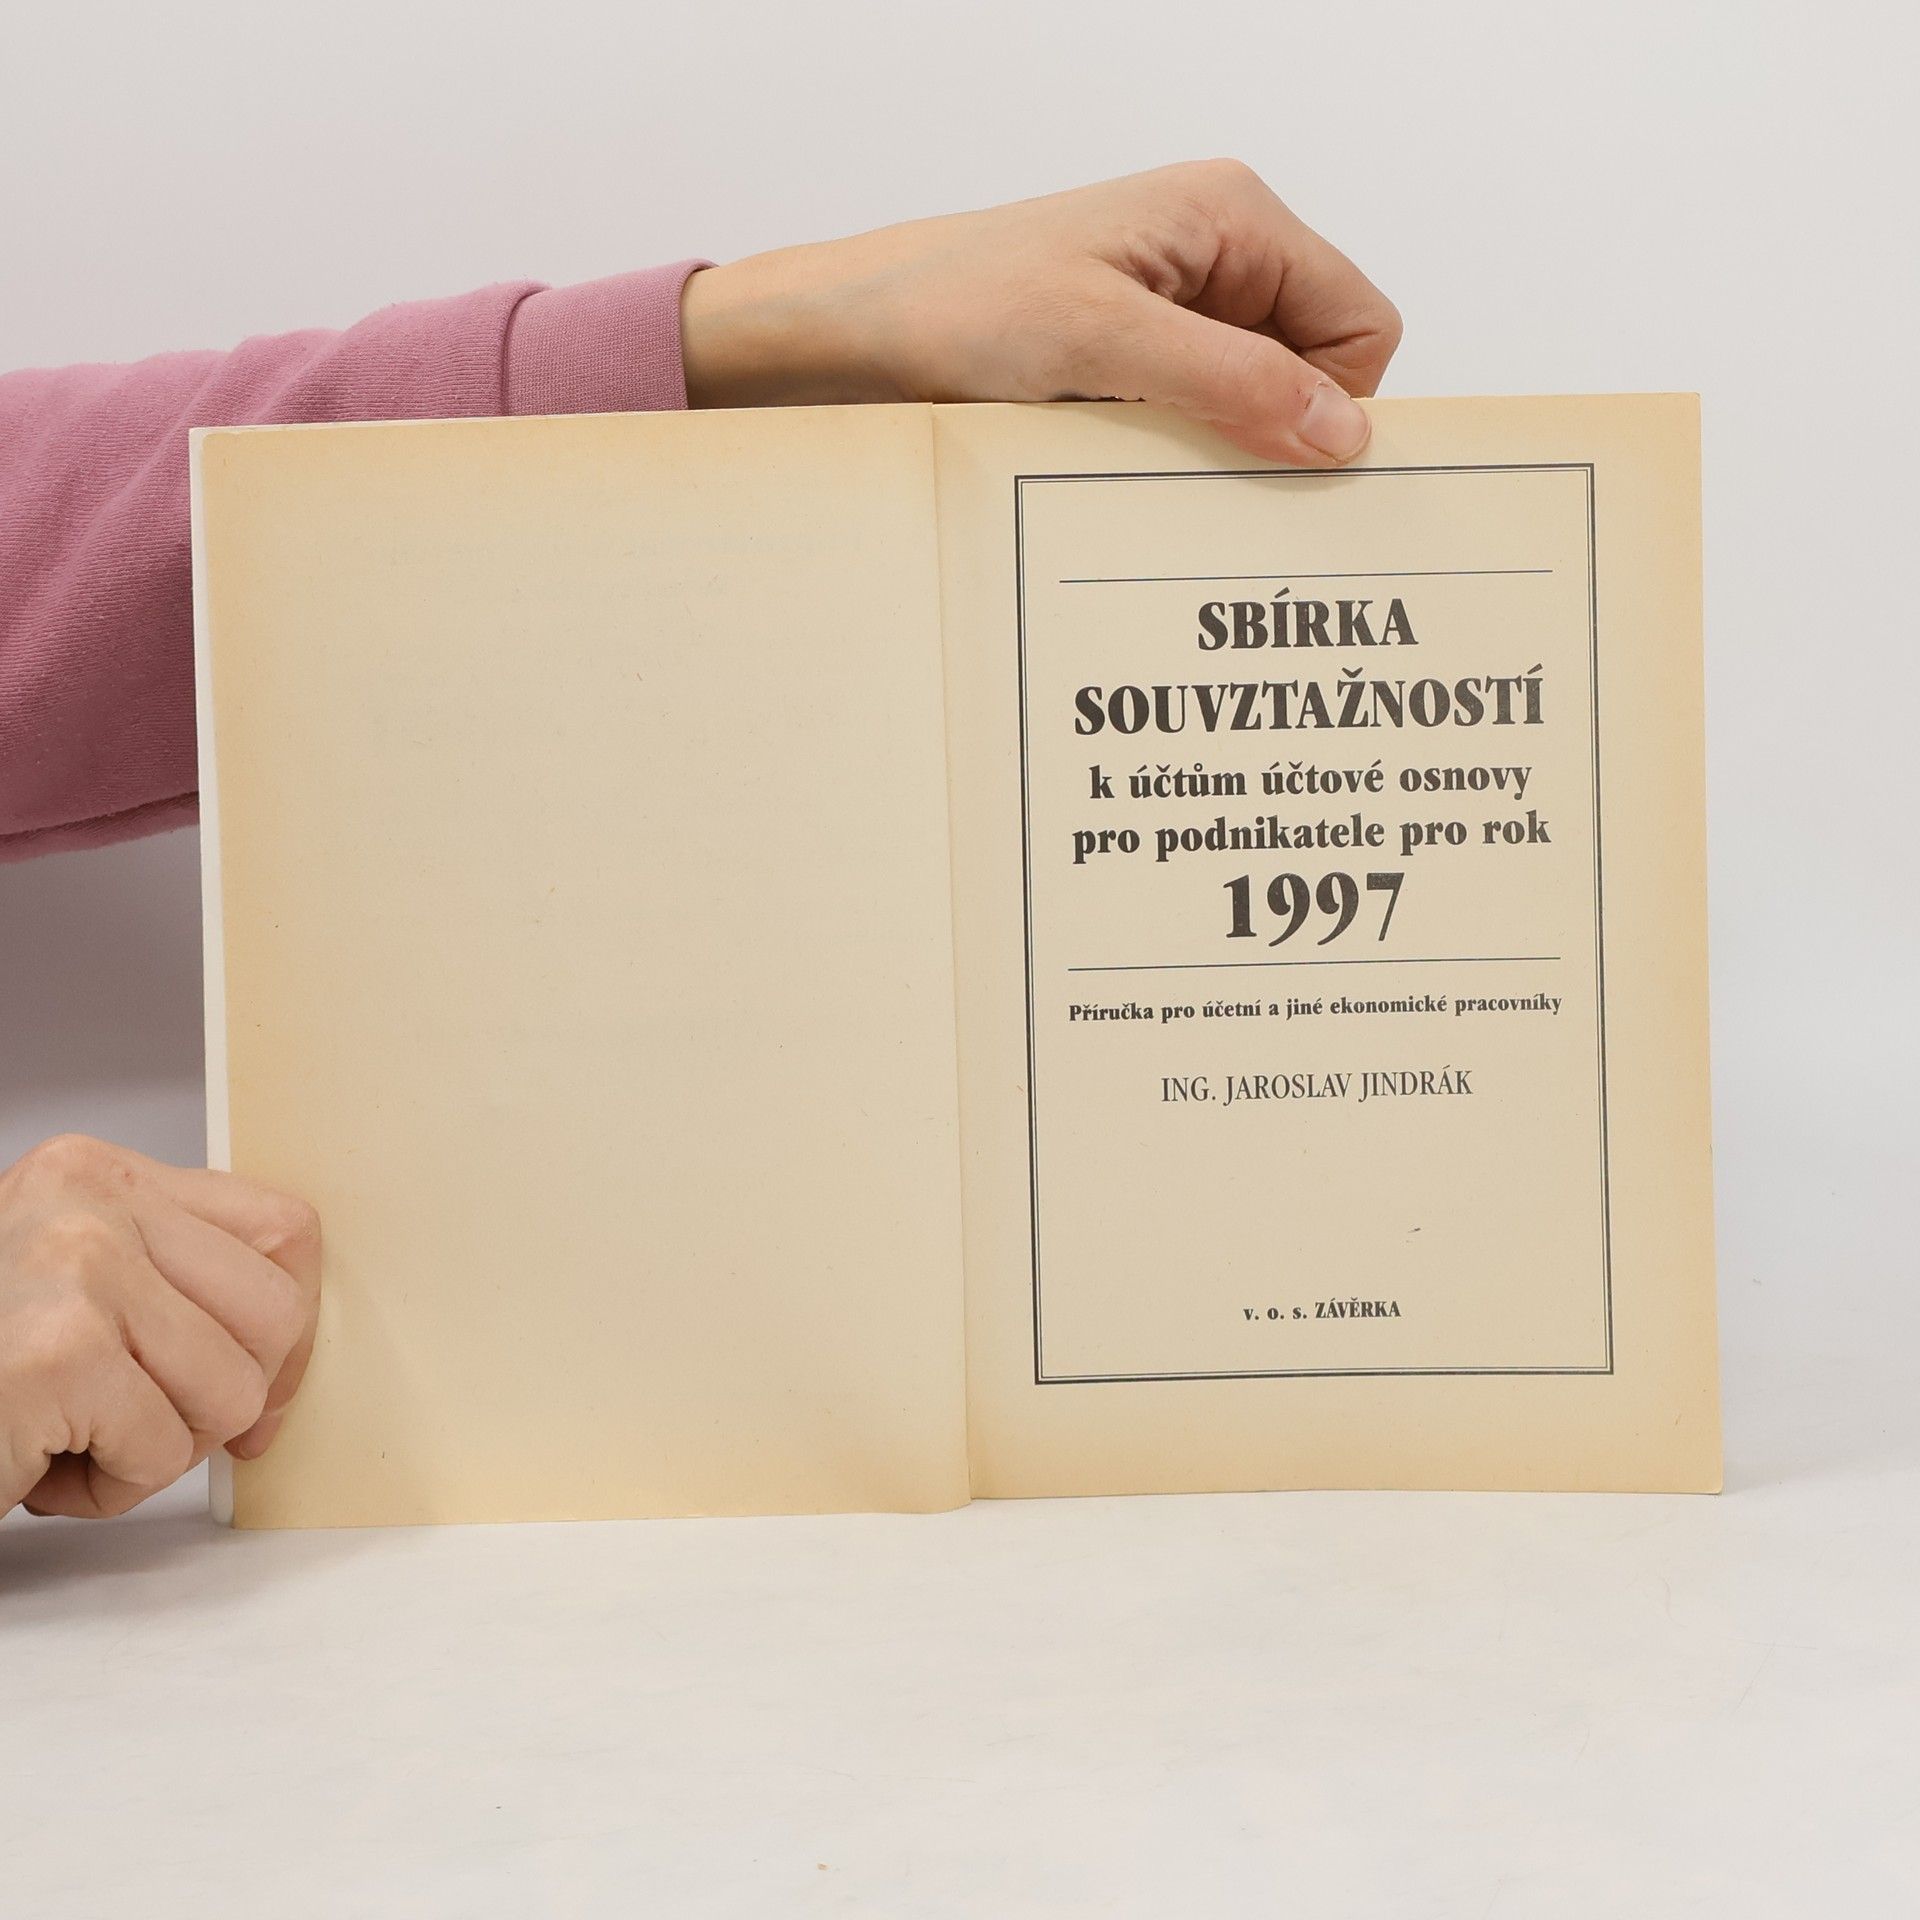 SBÍRKA
SOUVZTAŽNOSTÍ
k účtům účtové osnovy
pro podnikatele pro rok
1997
Příručka pro účetní a jiné ekonomické pracovníky
ING. JAROSLAV JINDRÁK
v. o. s. ZÁVĚRKA